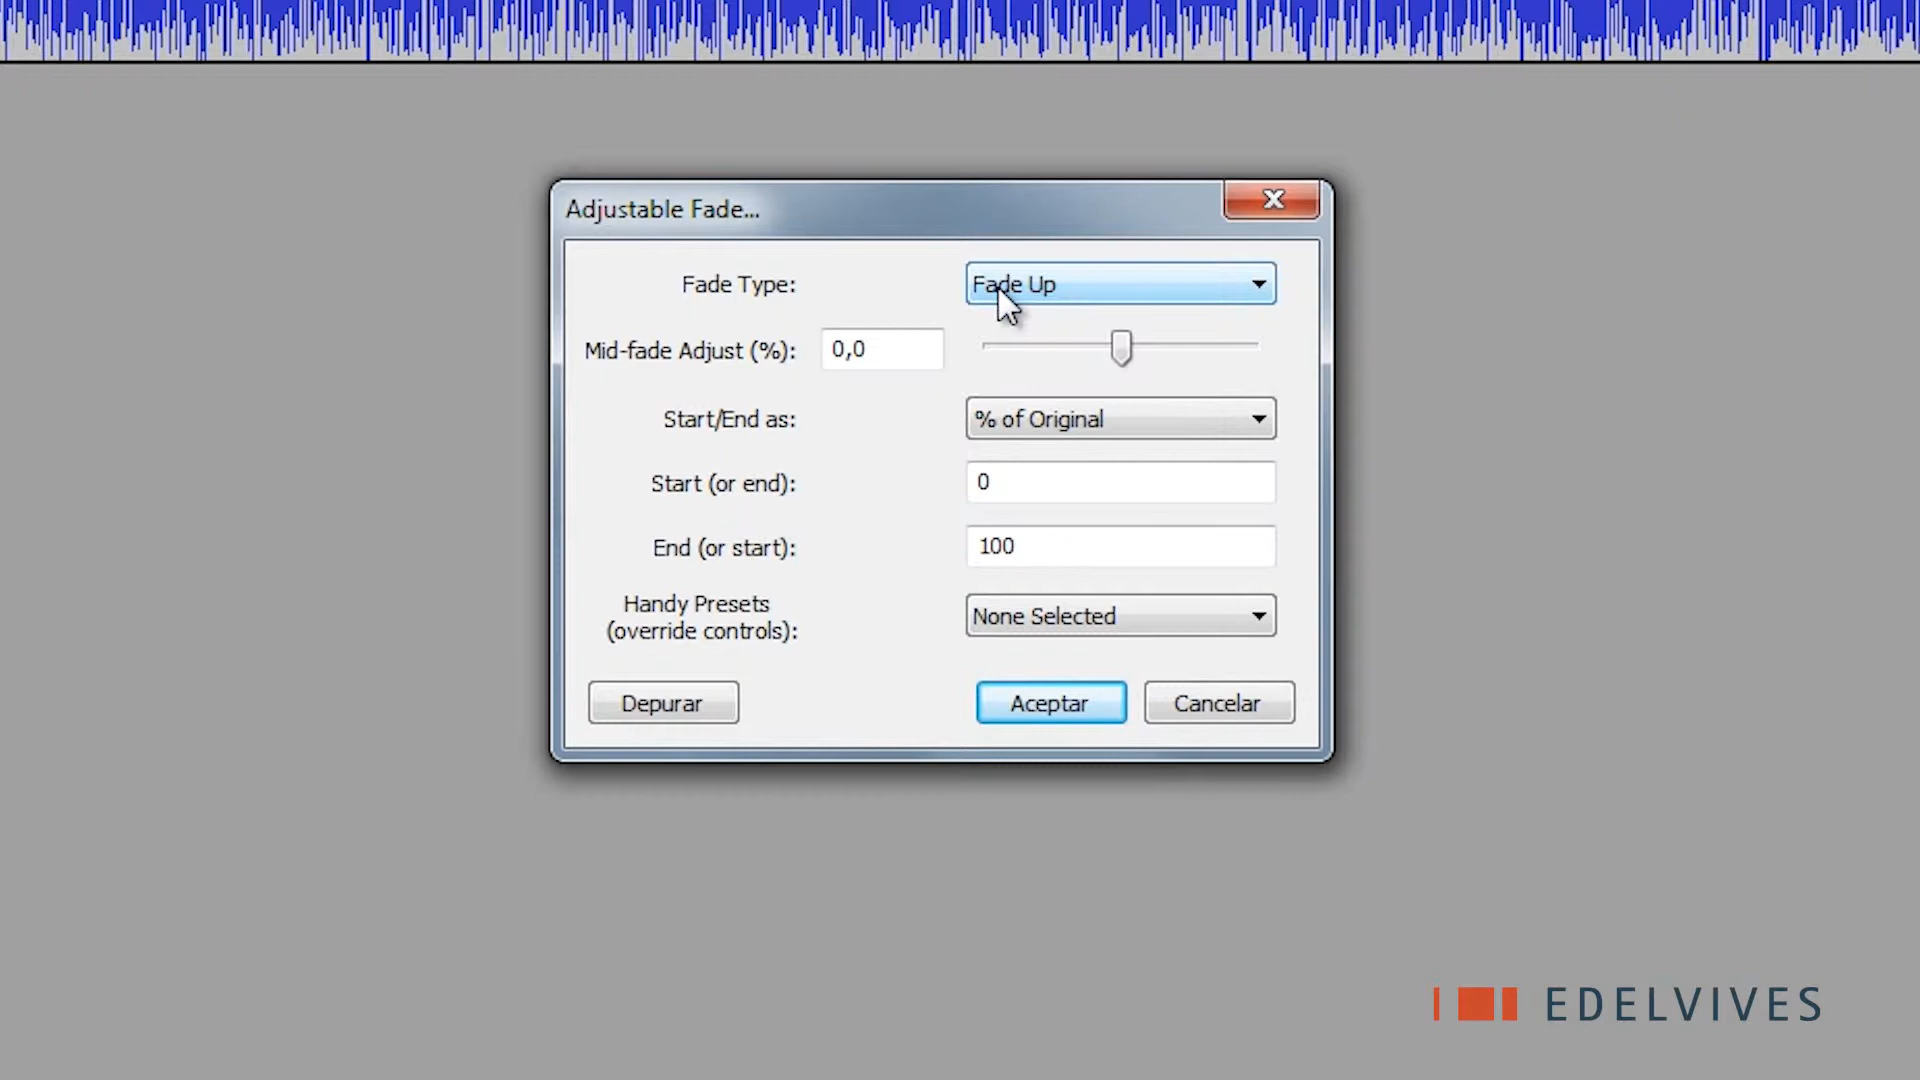 Adjustable Fade...
Fade Type: Fade Up
Mid-fade Adjust (%): 0,0
Start/End as: % of Original
Start (or end): 0
End (or start): 100
Handy Presets
(override controls): None Selected
Depurar Aceptar Cancelar
EDELVIVES